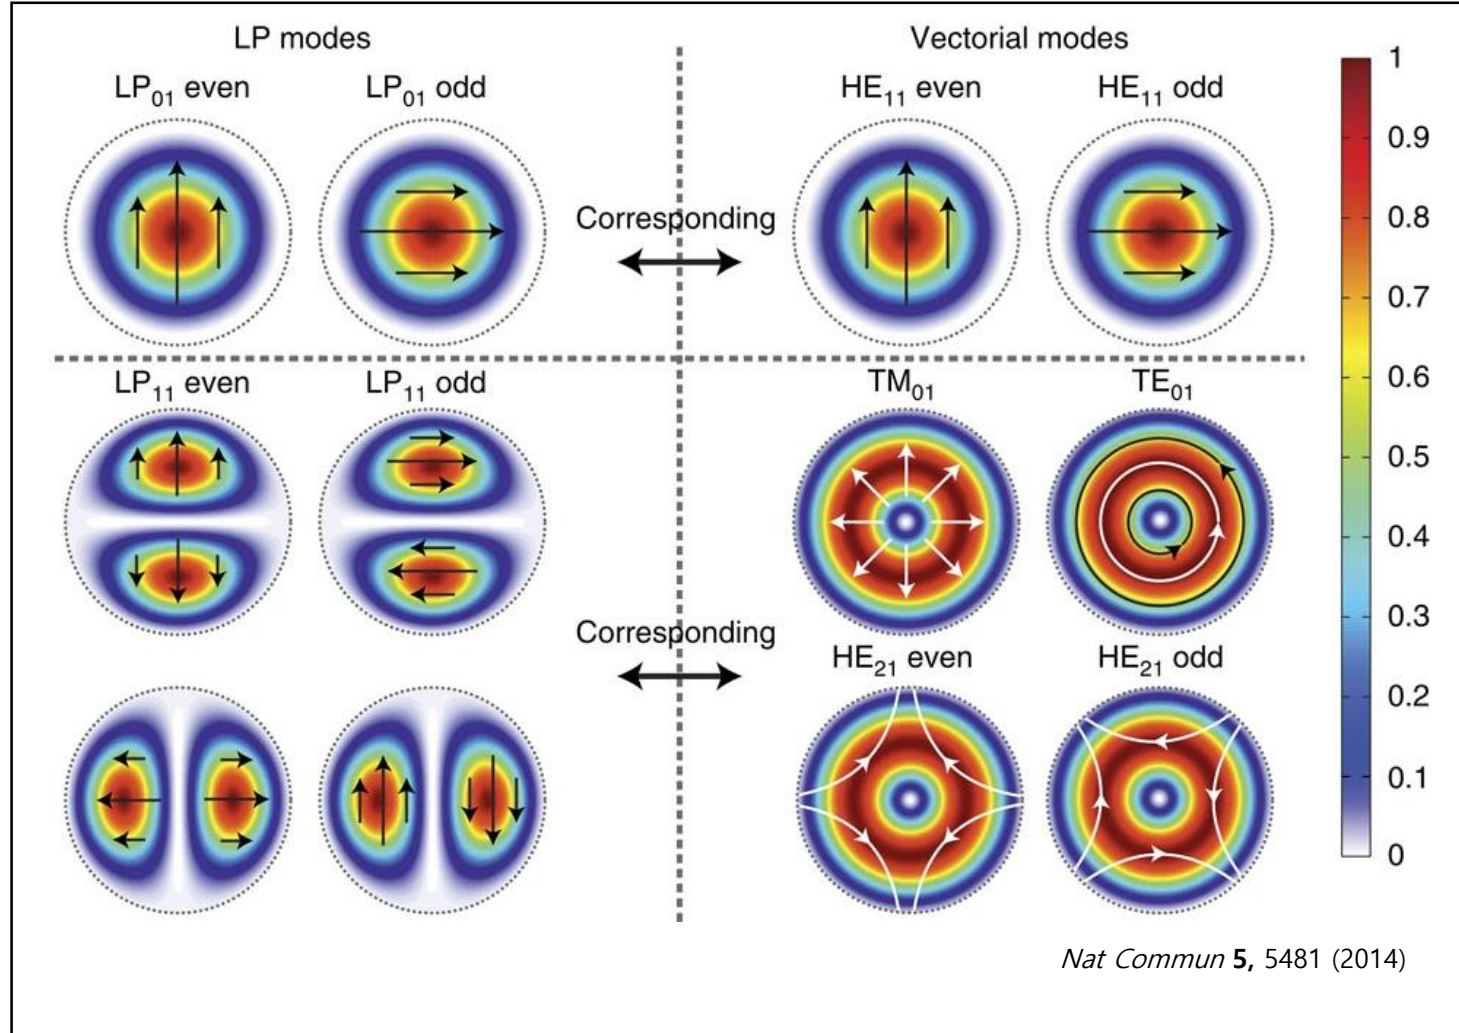 LP modes
Vectorial modes
LP₀₁ even
LP₀₁ odd
HE₁₁ even
HE₁₁ odd
Corresponding
LP₁₁ even
LP₁₁ odd
TM₀₁
TE₀₁
Corresponding
HE₂₁ even
HE₂₁ odd
1
0.9
0.8
0.7
0.6
0.5
0.4
0.3
0.2
0.1
0
Nat Commun 5, 5481 (2014)